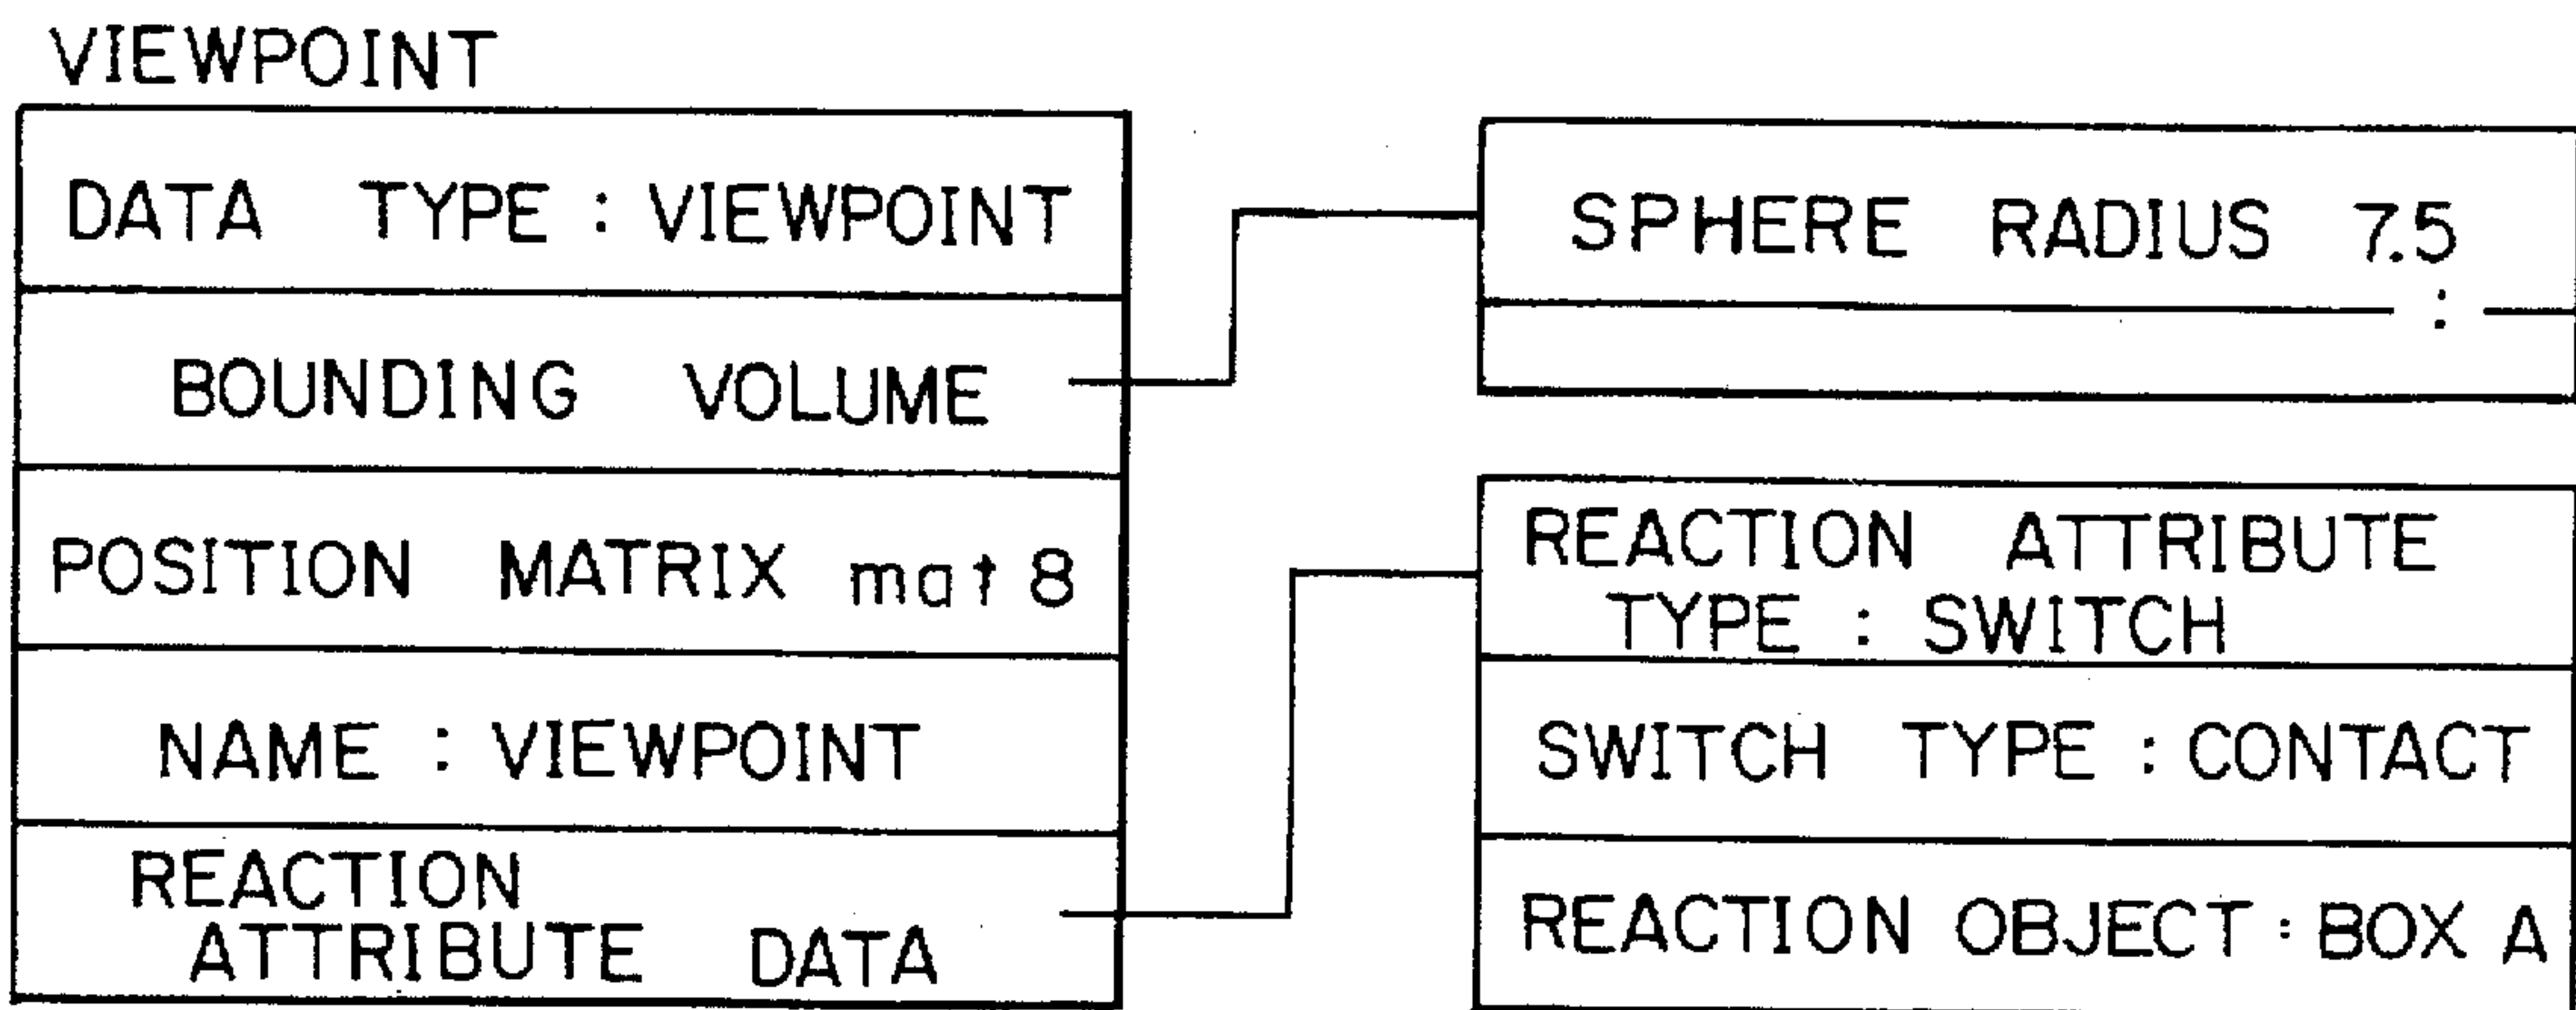 VIEWPOINT
DATA TYPE : VIEWPOINT
BOUNDING VOLUME
POSITION MATRIX mat 8
NAME : VIEWPOINT
REACTION
ATTRIBUTE DATA
SPHERE RADIUS 7.5
:
REACTION ATTRIBUTE
TYPE : SWITCH
SWITCH TYPE : CONTACT
REACTION OBJECT : BOX A